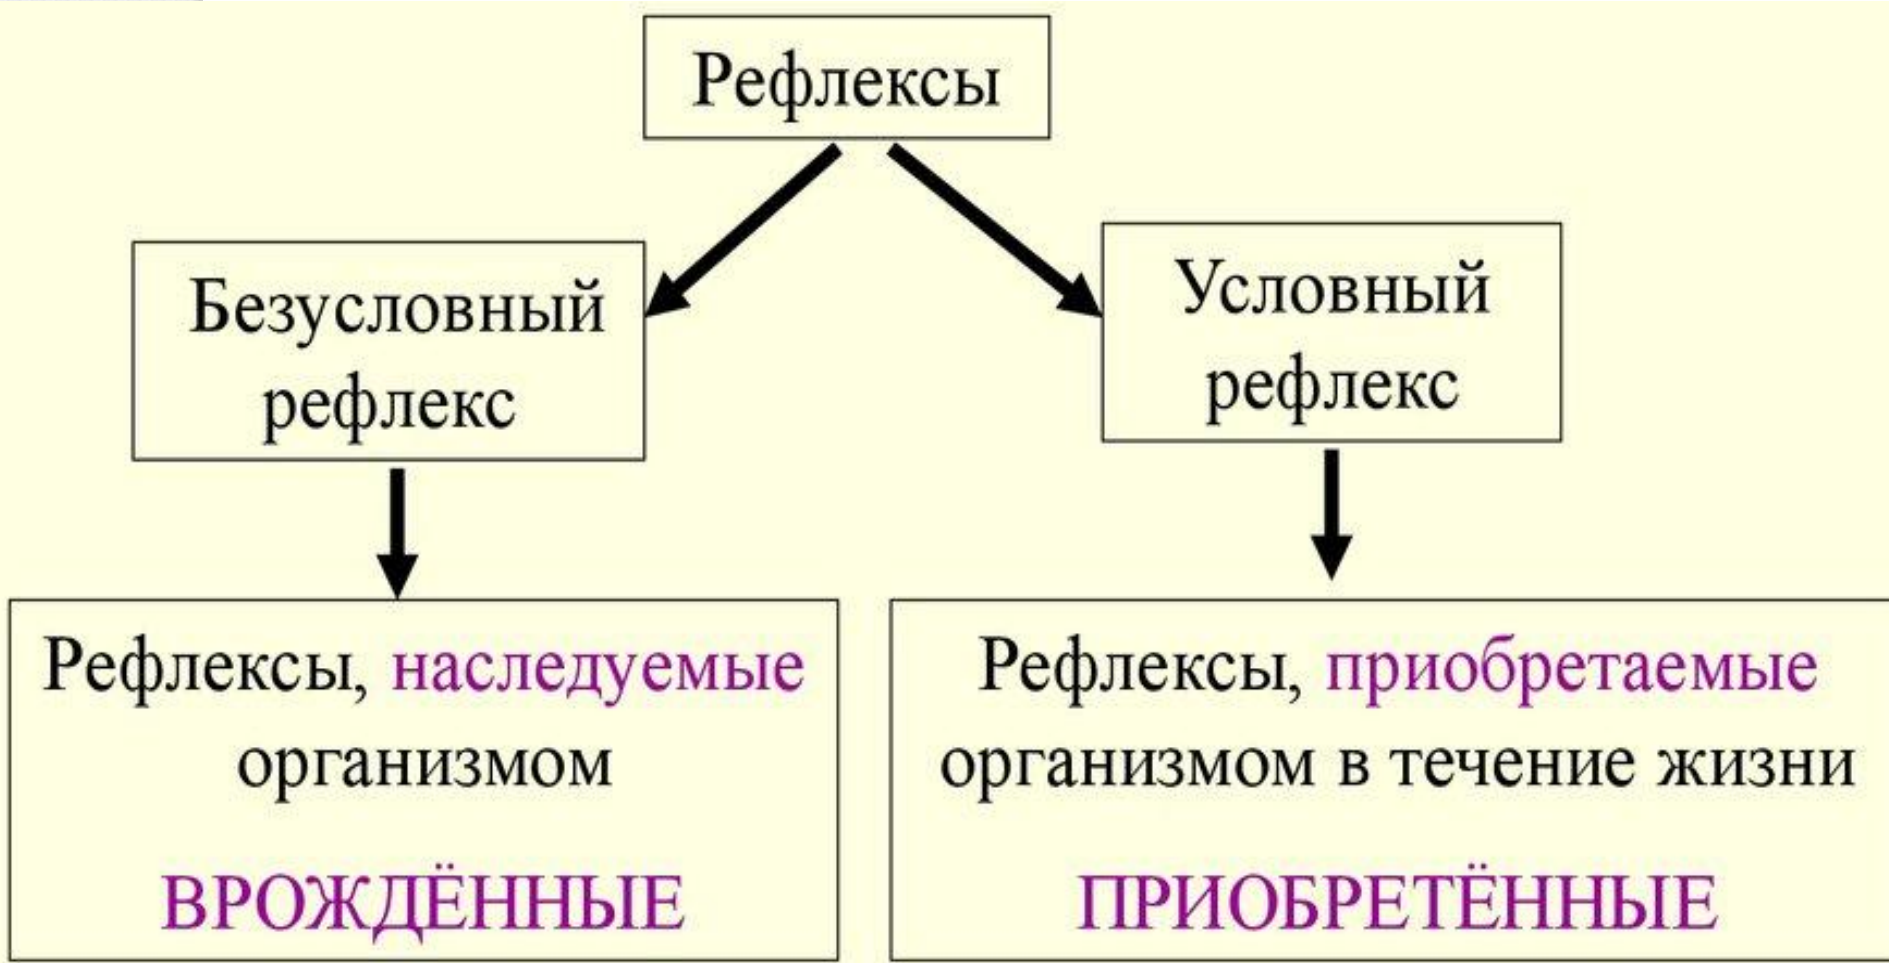 Рефлексы
Безусловный
рефлекс
Условный
рефлекс
Рефлексы, наследуемые
организмом
ВРОЖДЁННЫЕ
Рефлексы, приобретаемые
организмом в течение жизни
ПРИОБРЕТЁННЫЕ